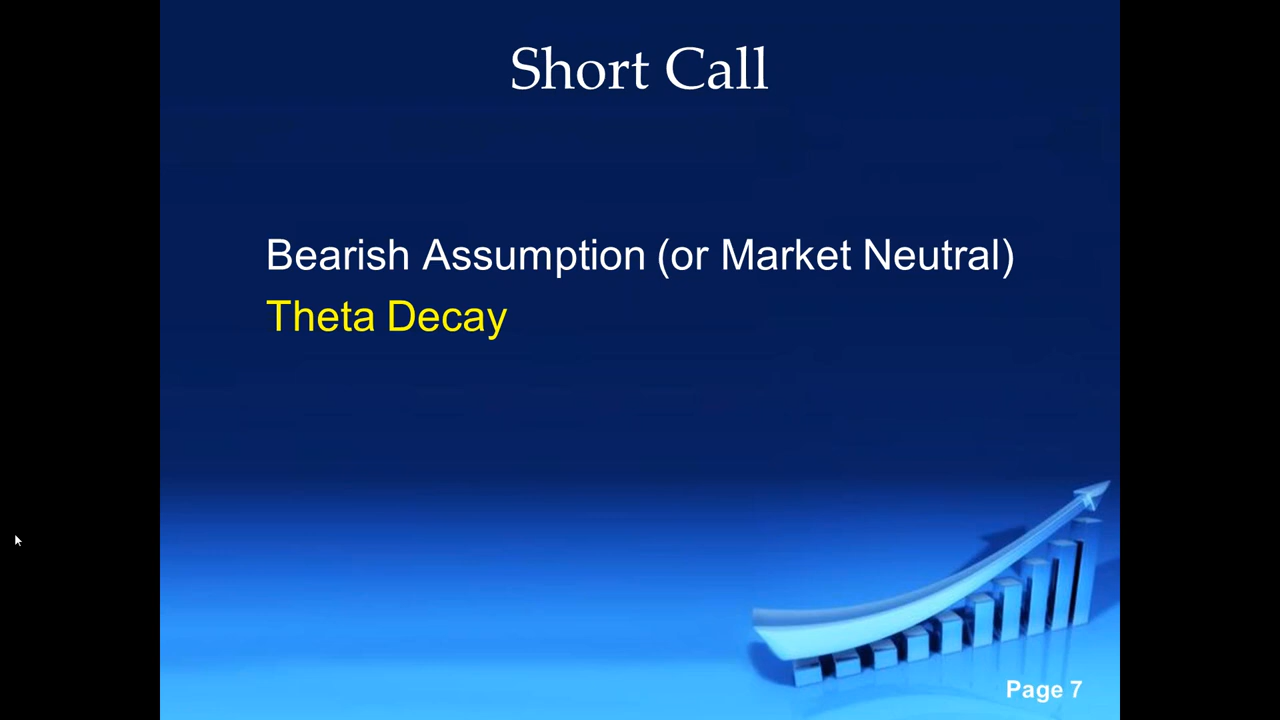 Short Call
Bearish Assumption (or Market Neutral)
Theta Decay
Page 7